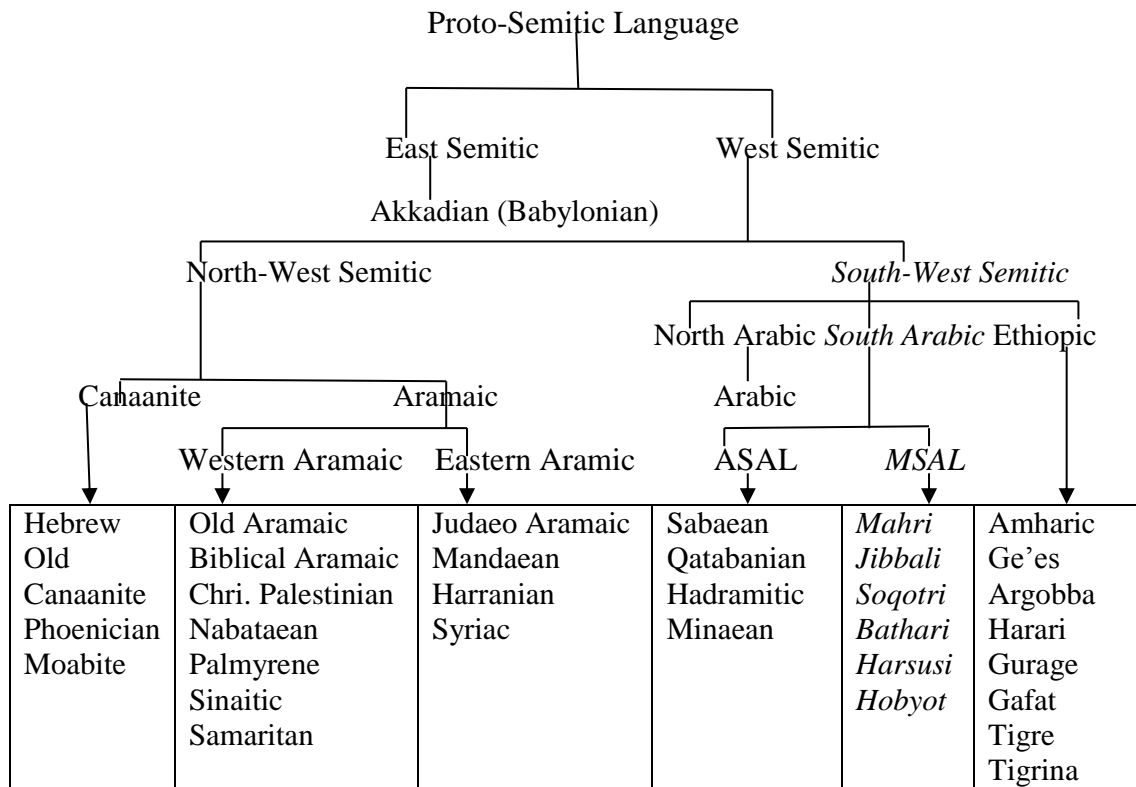 Proto-Semitic Language
East Semitic West Semitic
Akkadian (Babylonian)
North-West Semitic South-West Semitic
North Arabic South Arabic Ethiopic
Canaanite Aramaic Arabic
Western Aramaic Eastern Aramic ASAL MSAL
Hebrew
Old
Canaanite
Phoenician
Moabite
Old Aramaic
Biblical Aramaic
Chri. Palestinian
Nabataean
Palmyrene
Sinaitic
Samaritan
Judaeo Aramaic
Mandaean
Harranian
Syriac
Sabaean
Qatabanian
Hadramitic
Minaean
Mahri
Jibbali
Soqotri
Bathari
Harsusi
Hobyot
Amharic
Ge’es
Argobba
Harari
Gurage
Gafat
Tigre
Tigrina